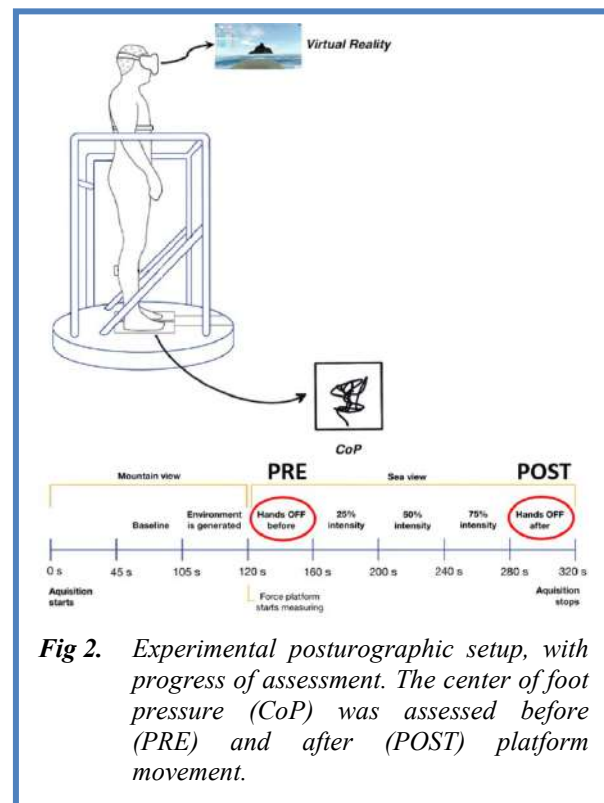 Virtual Reality
CoP
PRE
POST
Mountain view
Sea view
Baseline
Environment
is generated
Hands OFF
before
25%
intensity
50%
intensity
75%
intensity
Hands OFF
after
0 s
45 s
105 s
120 s
160 s
200 s
240 s
280 s
320 s
Aquisition
starts
Force platform
starts measuring
Aquisition
stops
Fig 2. Experimental posturographic setup, with
progress of assessment. The center of foot
pressure (CoP) was assessed before
(PRE) and after (POST) platform
movement.